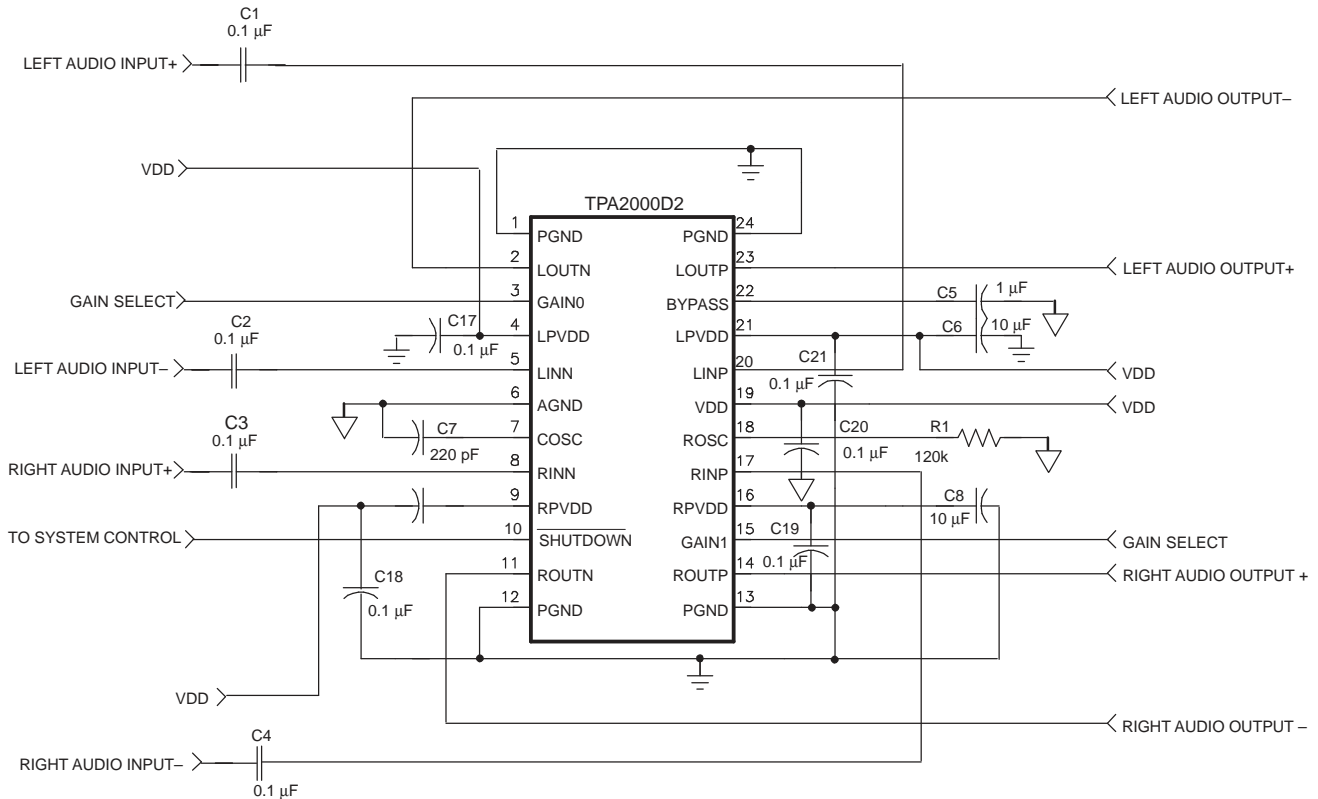 C1
0.1 μF
LEFT AUDIO INPUT+
LEFT AUDIO OUTPUT–
VDD
TPA2000D2
1
PGND
PGND
24
2
LOUTN
LOUTP
23
LEFT AUDIO OUTPUT+
GAIN SELECT
3
GAIN0
BYPASS
22
C5
1 μF
C17
0.1 μF
4
LPVDD
LPVDD
21
C6
10 μF
C2
0.1 μF
LEFT AUDIO INPUT–
5
LINN
LINP
20
C21
0.1 μF
VDD
6
AGND
VDD
19
VDD
C7
220 pF
7
COSC
ROSC
18
C20
0.1 μF
R1
120k
C3
0.1 μF
RIGHT AUDIO INPUT+
8
RINN
RINP
17
9
RPVDD
RPVDD
16
C8
10 μF
TO SYSTEM CONTROL
10
SHUTDOWN
GAIN1
15
C19
0.1 μF
GAIN SELECT
11
ROUTN
ROUTP
14
RIGHT AUDIO OUTPUT +
C18
0.1 μF
12
PGND
PGND
13
VDD
RIGHT AUDIO OUTPUT –
C4
RIGHT AUDIO INPUT–
0.1 μF